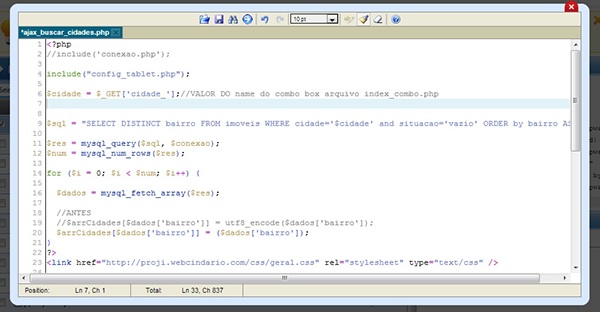 10 pt
*ajax_buscar_cidades.php
1 <?php
2 //include('conexao.php');
3
4 include("config_tablet.php");
5
6 $cidade = $_GET['cidade_'];//VALOR DO name do combo box arquivo index_combo.php
7
8
9 $sql = "SELECT DISTINCT bairro FROM imoveis WHERE cidade='$cidade' and situacao='vazio' ORDER by bairro
10
11 $res = mysql_query($sql, $conexao);
12 $num = mysql_num_rows($res);
13
14 for ($i = 0; $i < $num; $i++) {
15
16 $dados = mysql_fetch_array($res);
17
18 //ANTES
19 //$arrCidades[$dados['bairro']] = utf8_encode($dados['bairro']);
20 $arrCidades[$dados['bairro']] = ($dados['bairro']);
21 }
22 ?>
23 <link href="http://proji.webcindario.com/css/geral.css" rel="stylesheet" type="text/css" />
Position: Ln 7, Ch 1 Total: Ln 33, Ch 837